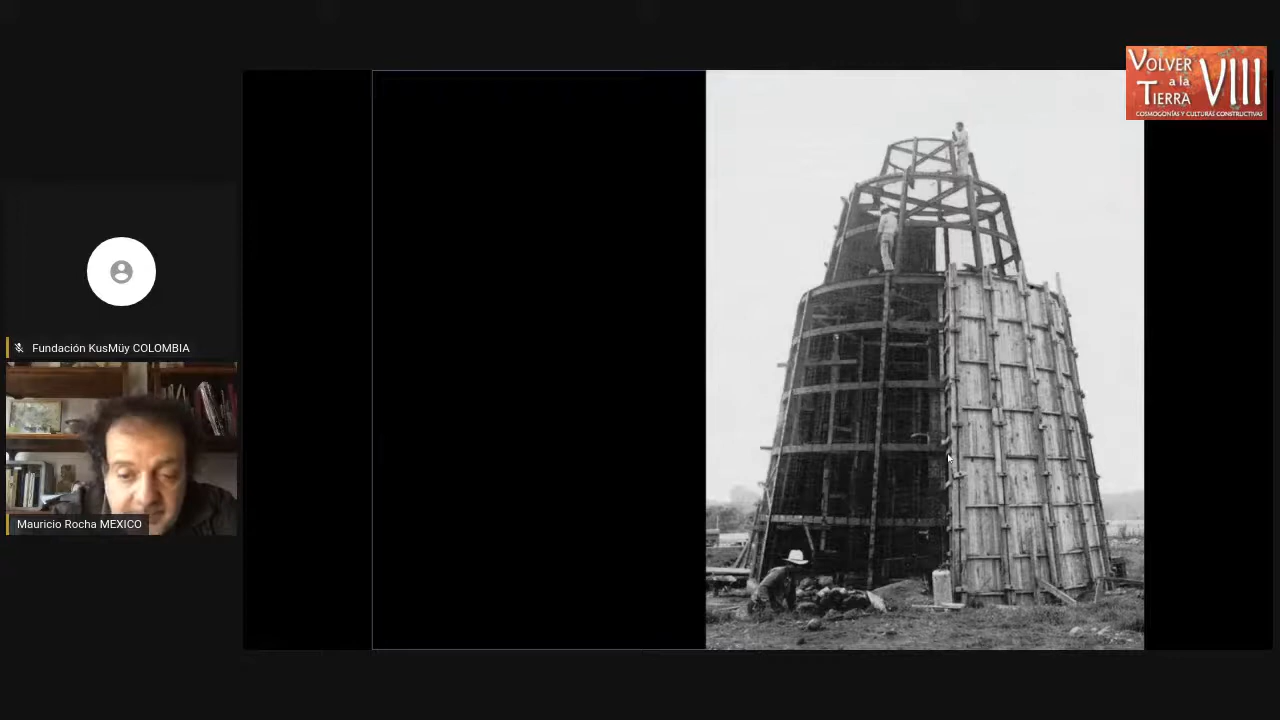 VOLVER
a la
TIERRA
VIII
COSMOGONÍAS Y CULTURAS CONSTRUCTIVAS
Fundación KusMüy COLOMBIA
Mauricio Rocha MEXICO